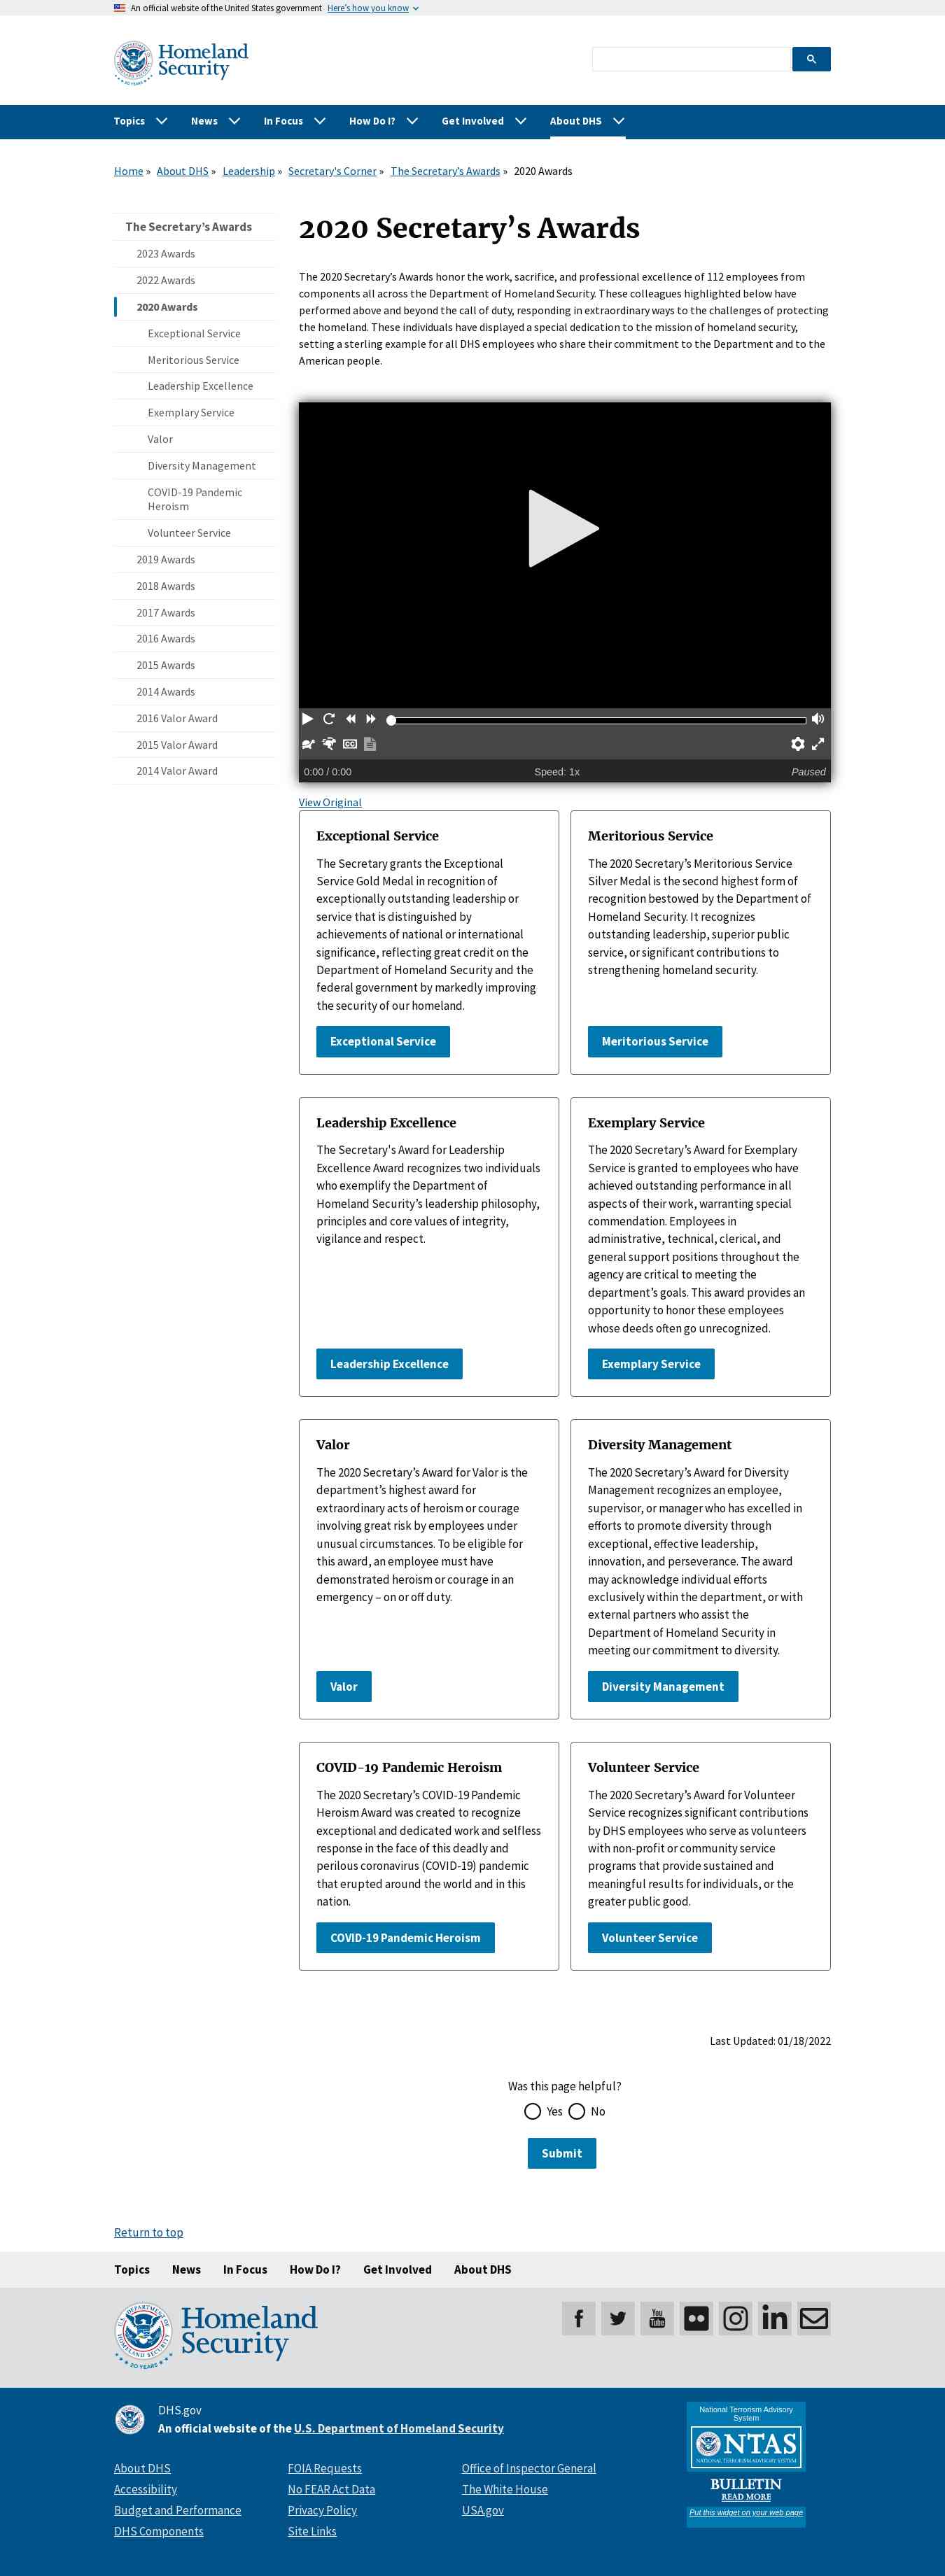 An official website of the United States government Here’s how you know
Homeland
Security
20 YEARS
Topics News In Focus How Do I? Get Involved About DHS
Home » About DHS » Leadership » Secretary's Corner » The Secretary’s Awards » 2020 Awards
The Secretary’s Awards
2023 Awards
2022 Awards
2020 Awards
Exceptional Service
Meritorious Service
Leadership Excellence
Exemplary Service
Valor
Diversity Management
COVID-19 Pandemic
Heroism
Volunteer Service
2019 Awards
2018 Awards
2017 Awards
2016 Awards
2015 Awards
2014 Awards
2016 Valor Award
2015 Valor Award
2014 Valor Award
2020 Secretary’s Awards
The 2020 Secretary’s Awards honor the work, sacrifice, and professional excellence of 112 employees from
components all across the Department of Homeland Security. These colleagues highlighted below have
performed above and beyond the call of duty, responding in extraordinary ways to the challenges of protecting
the homeland. These individuals have displayed a special dedication to the mission of homeland security,
setting a sterling example for all DHS employees who share their commitment to the Department and to the
American people.
CC
0:00 / 0:00 Speed: 1x Paused
View Original
Exceptional Service
The Secretary grants the Exceptional
Service Gold Medal in recognition of
exceptionally outstanding leadership or
service that is distinguished by
achievements of national or international
significance, reflecting great credit on the
Department of Homeland Security and the
federal government by markedly improving
the security of our homeland.
Exceptional Service
Meritorious Service
The 2020 Secretary’s Meritorious Service
Silver Medal is the second highest form of
recognition bestowed by the Department of
Homeland Security. It recognizes
outstanding leadership, superior public
service, or significant contributions to
strengthening homeland security.
Meritorious Service
Leadership Excellence
The Secretary's Award for Leadership
Excellence Award recognizes two individuals
who exemplify the Department of
Homeland Security’s leadership philosophy,
principles and core values of integrity,
vigilance and respect.
Leadership Excellence
Exemplary Service
The 2020 Secretary’s Award for Exemplary
Service is granted to employees who have
achieved outstanding performance in all
aspects of their work, warranting special
commendation. Employees in
administrative, technical, clerical, and
general support positions throughout the
agency are critical to meeting the
department’s goals. This award provides an
opportunity to honor these employees
whose deeds often go unrecognized.
Exemplary Service
Valor
The 2020 Secretary’s Award for Valor is the
department’s highest award for
extraordinary acts of heroism or courage
involving great risk by employees under
unusual circumstances. To be eligible for
this award, an employee must have
demonstrated heroism or courage in an
emergency – on or off duty.
Valor
Diversity Management
The 2020 Secretary’s Award for Diversity
Management recognizes an employee,
supervisor, or manager who has excelled in
efforts to promote diversity through
exceptional, effective leadership,
innovation, and perseverance. The award
may acknowledge individual efforts
exclusively within the department, or with
external partners who assist the
Department of Homeland Security in
meeting our commitment to diversity.
Diversity Management
COVID-19 Pandemic Heroism
The 2020 Secretary’s COVID-19 Pandemic
Heroism Award was created to recognize
exceptional and dedicated work and selfless
response in the face of this deadly and
perilous coronavirus (COVID-19) pandemic
that erupted around the world and in this
nation.
COVID-19 Pandemic Heroism
Volunteer Service
The 2020 Secretary’s Award for Volunteer
Service recognizes significant contributions
by DHS employees who serve as volunteers
with non-profit or community service
programs that provide sustained and
meaningful results for individuals, or the
greater public good.
Volunteer Service
Last Updated: 01/18/2022
Was this page helpful?
Yes No
Submit
Return to top
Topics News In Focus How Do I? Get Involved About DHS
Homeland
Security
20 YEARS
You
Tube
DHS.gov
An official website of the U.S. Department of Homeland Security
About DHS
Accessibility
Budget and Performance
DHS Components
FOIA Requests
No FEAR Act Data
Privacy Policy
Site Links
Office of Inspector General
The White House
USA.gov
National Terrorism Advisory
System
NTAS
NATIONAL TERRORISM ADVISORY SYSTEM
BULLETIN
READ MORE
Put this widget on your web page